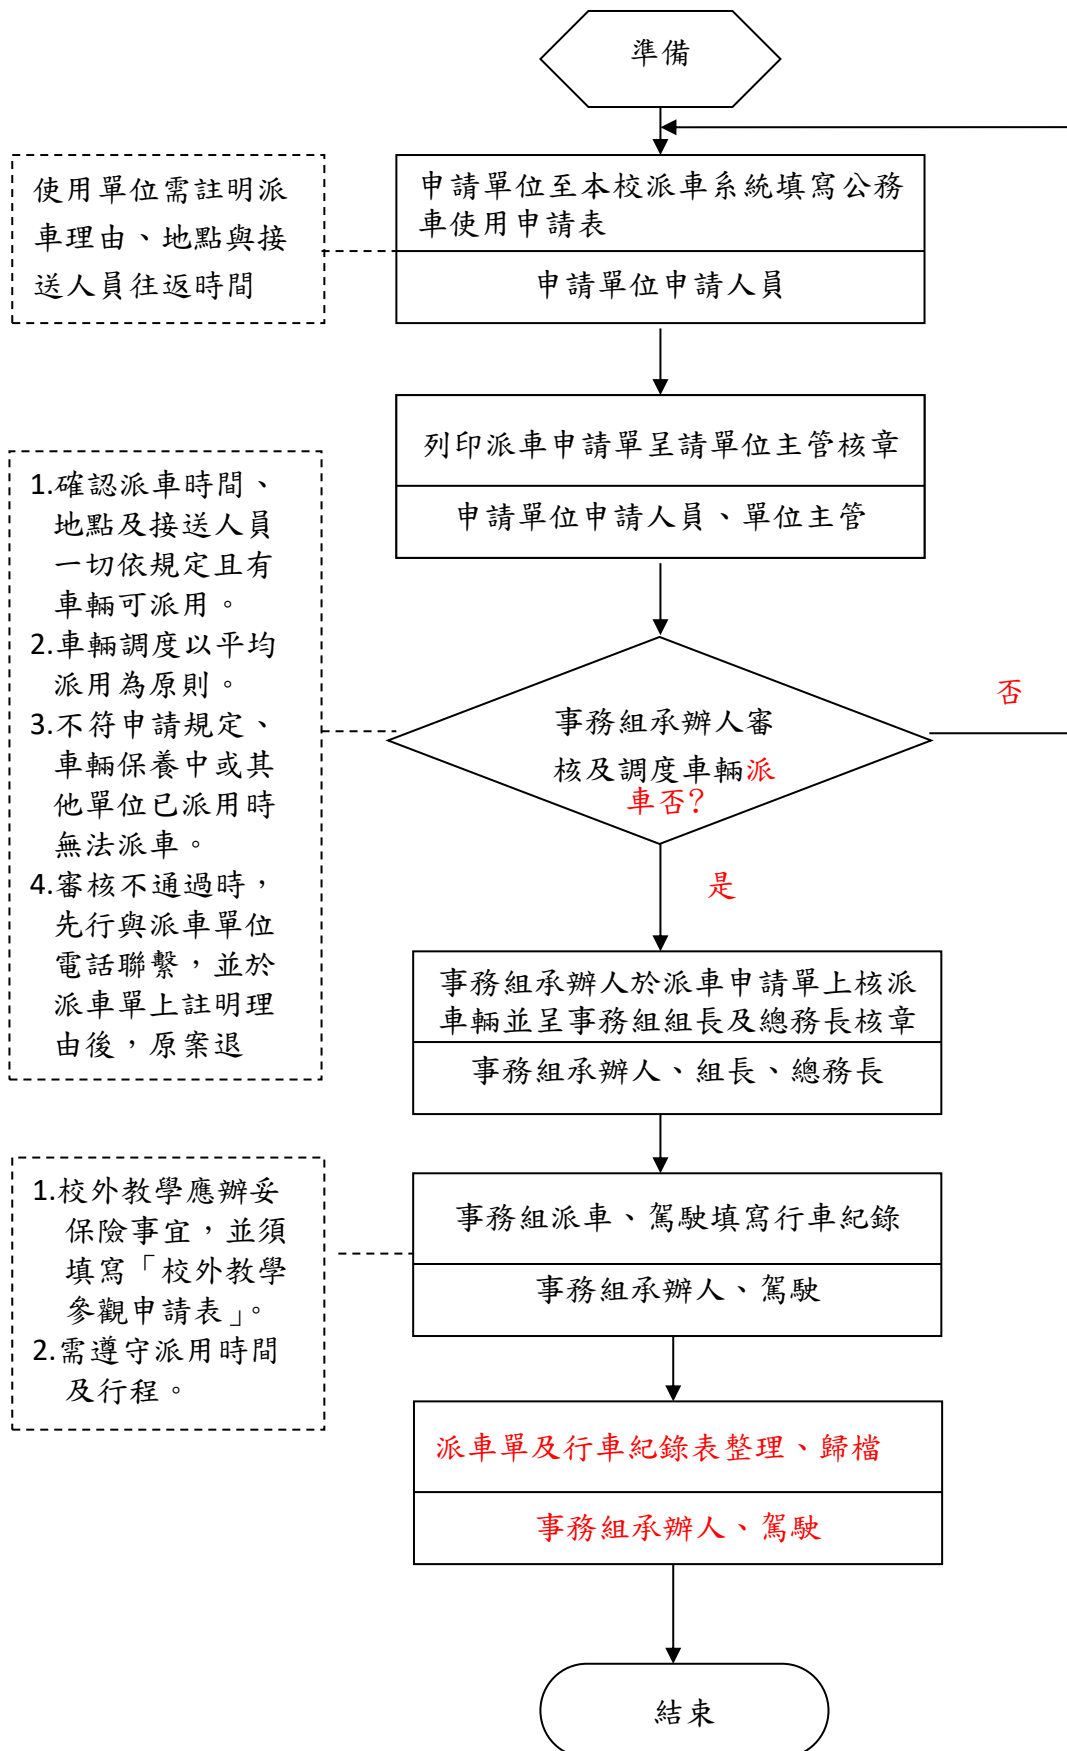 準備
使用單位需註明派
車理由、地點與接
送人員往返時間
申請單位至本校派車系統填寫公務
車使用申請表
申請單位申請人員
列印派車申請單呈請單位主管核章
申請單位申請人員、單位主管
1.確認派車時間、
地點及接送人員
一切依規定且有
車輛可派用。
2.車輛調度以平均
派用為原則。
3.不符申請規定、
車輛保養中或其
他單位已派用時
無法派車。
4.審核不通過時，
先行與派車單位
電話聯繫，並於
派車單上註明理
由後，原案退
事務組承辦人審
核及調度車輛派
車否?
否
是
事務組承辦人於派車申請單上核派
車輛並呈事務組組長及總務長核章
事務組承辦人、組長、總務長
1.校外教學應辦妥
保險事宜，並須
填寫「校外教學
參觀申請表」。
2.需遵守派用時間
及行程。
事務組派車、駕駛填寫行車紀錄
事務組承辦人、駕駛
派車單及行車紀錄表整理、歸檔
事務組承辦人、駕駛
結束